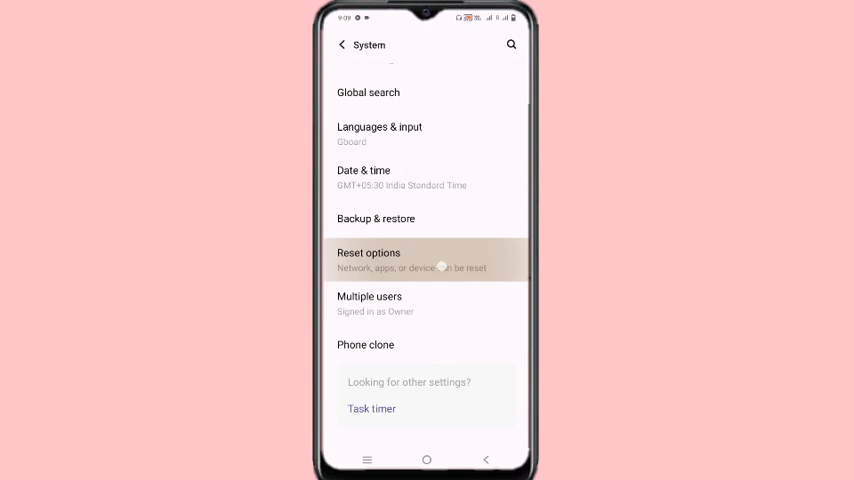 9:09
System
Global search
Languages & input
Gboard
Date & time
GMT+05:30 India Standard Time
Backup & restore
Reset options
Network, apps, or device can be reset
Multiple users
Signed in as Owner
Phone clone
Looking for other settings?
Task timer